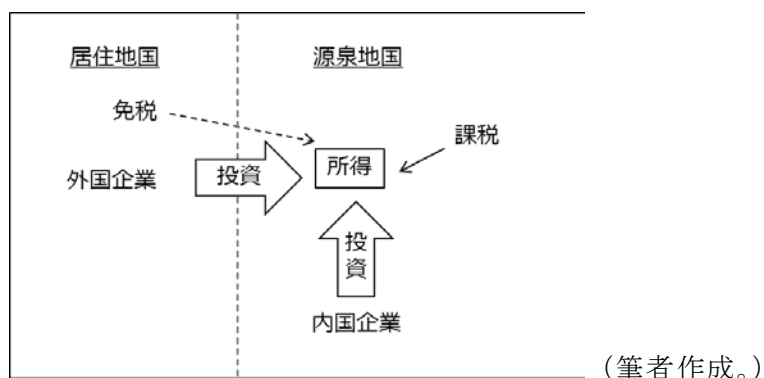 居住地国
源泉地国
免税
課税
外国企業
投資
所得
投資
内国企業
(筆者作成。)